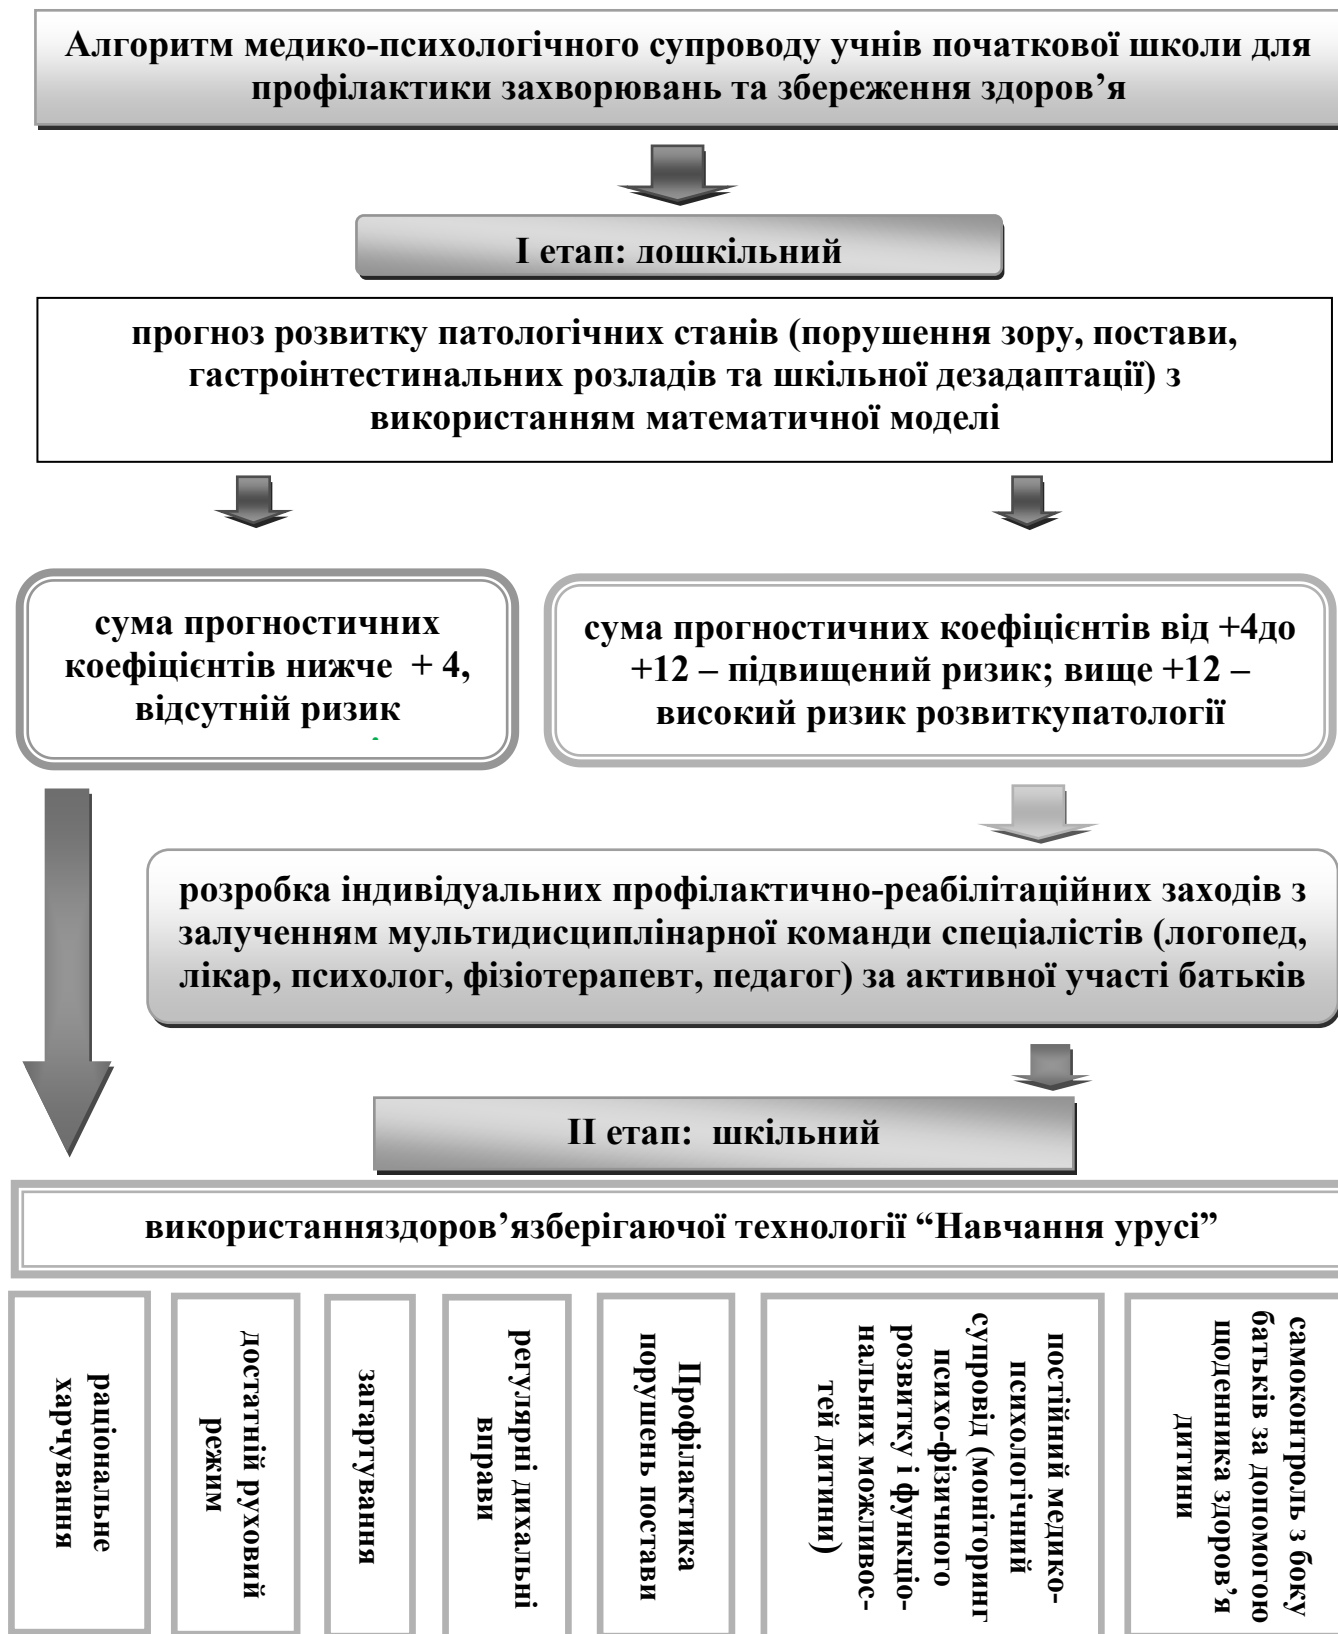 Алгоритм медико-психологічного супроводу учнів початкової школи для
профілактики захворювань та збереження здоров’я
І етап: дошкільний
прогноз розвитку патологічних станів (порушення зору, постави,
гастроінтестинальних розладів та шкільної дезадаптації) з
використанням математичної моделі
сума прогностичних
коефіцієнтів нижче + 4,
відсутній ризик
сума прогностичних коефіцієнтів від +4до
+12 – підвищений ризик; вище +12 –
високий ризик розвиткупатології
розробка індивідуальних профілактично-реабілітаційних заходів з
залученням мультидисциплінарної команди спеціалістів (логопед,
лікар, психолог, фізіотерапевт, педагог) за активної участі батьків
ІІ етап: шкільний
використанняздоров’язберігаючої технології “Навчання урусі”
раціональне
харчування
достатній руховий
режим
загартування
регулярні дихальні
вправи
Профілактика
порушень постави
постійний медико-
психологічний
супровід (моніторинг
психо-фізичного
розвитку і функціо-
нальних можливос-
тей дитини)
самоконтроль з боку
батьків за допомогою
щоденника здоров’я
дитини